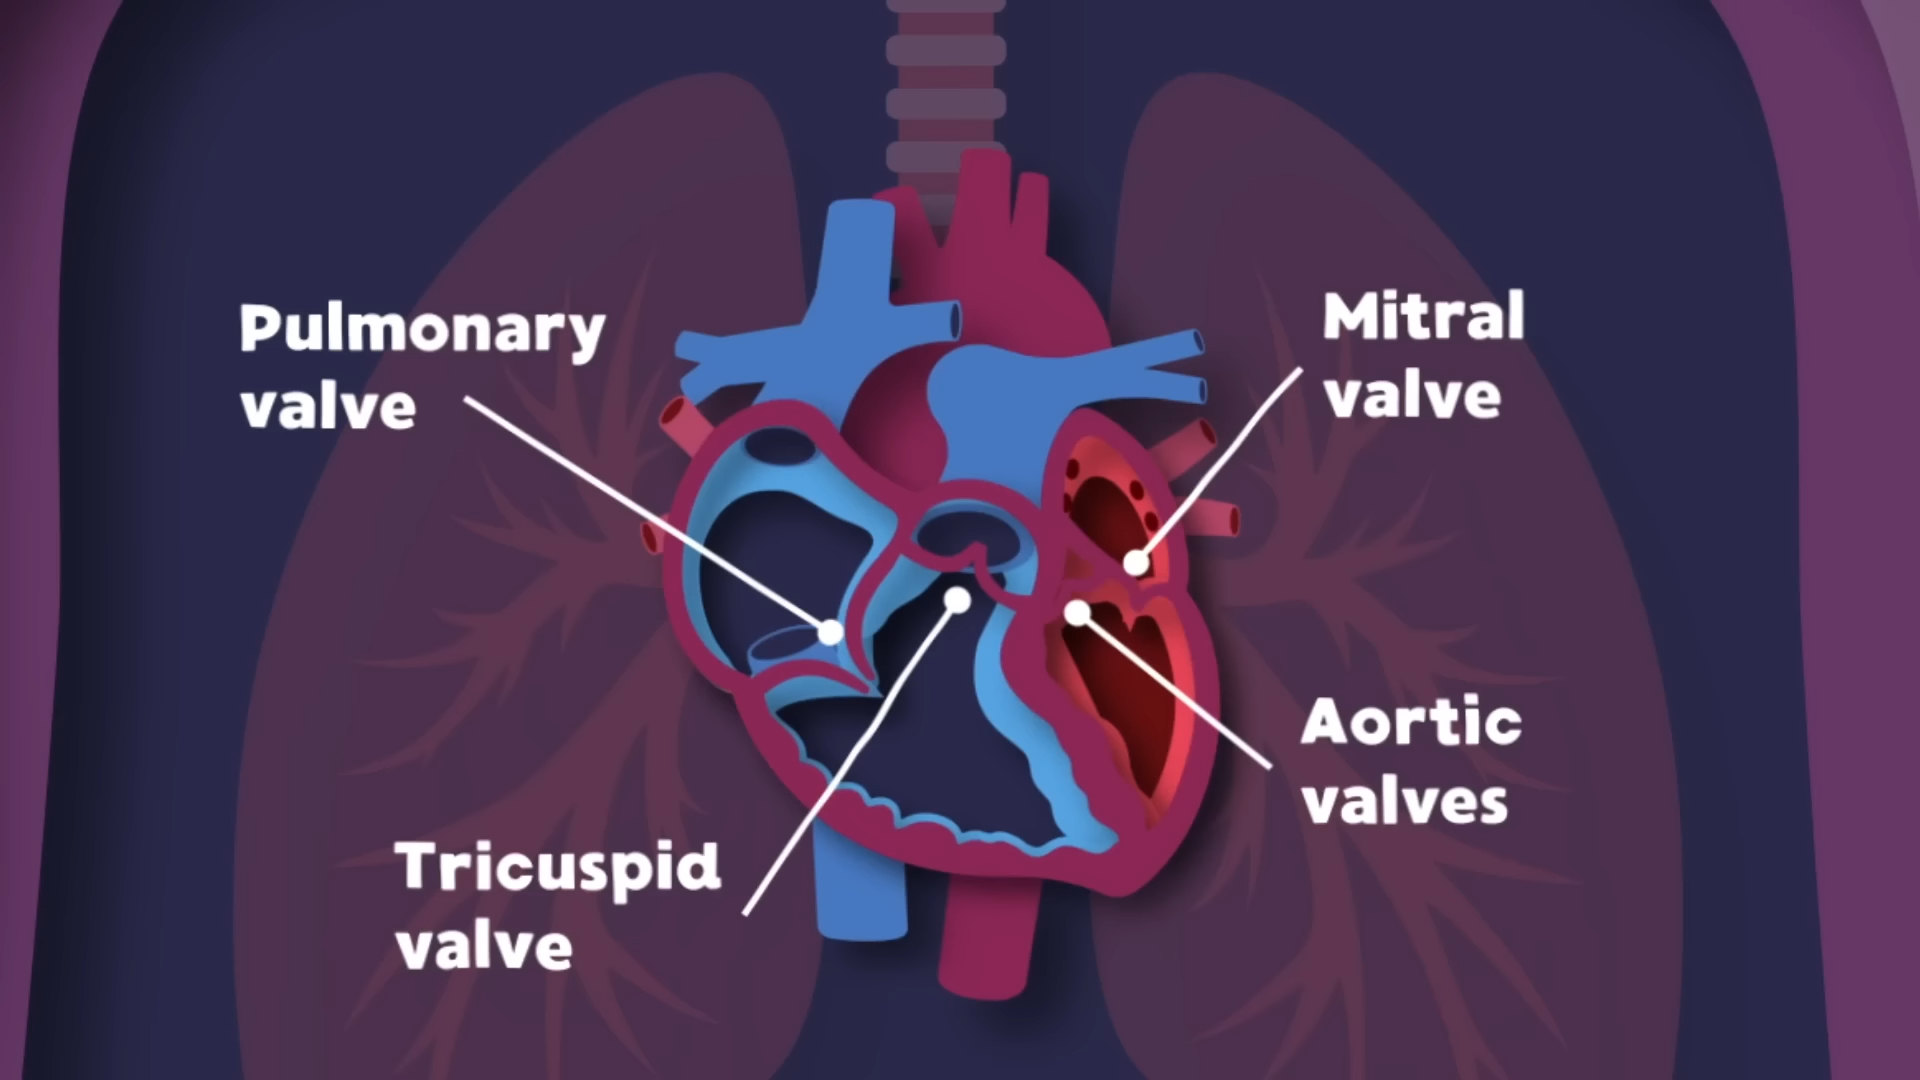 Pulmonary
valve
Mitral
valve
Aortic
valves
Tricuspid
valve